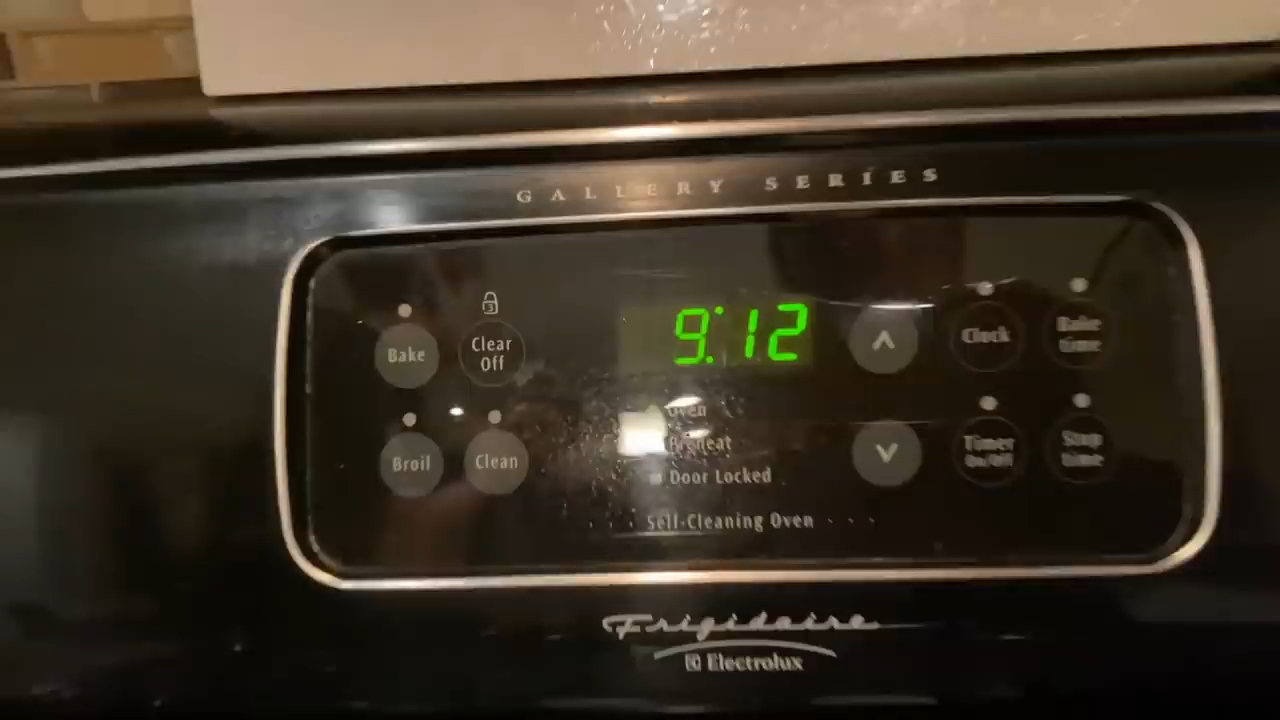 GALLERY SERIES
3
Bake
Clear
Off
9:12
Clock
Bake
time
Oven
Preheat
Door Locked
Broil
Clean
Timer
On/Off
Stop
time
Self-Cleaning Oven
Frigidaire
Electrolux